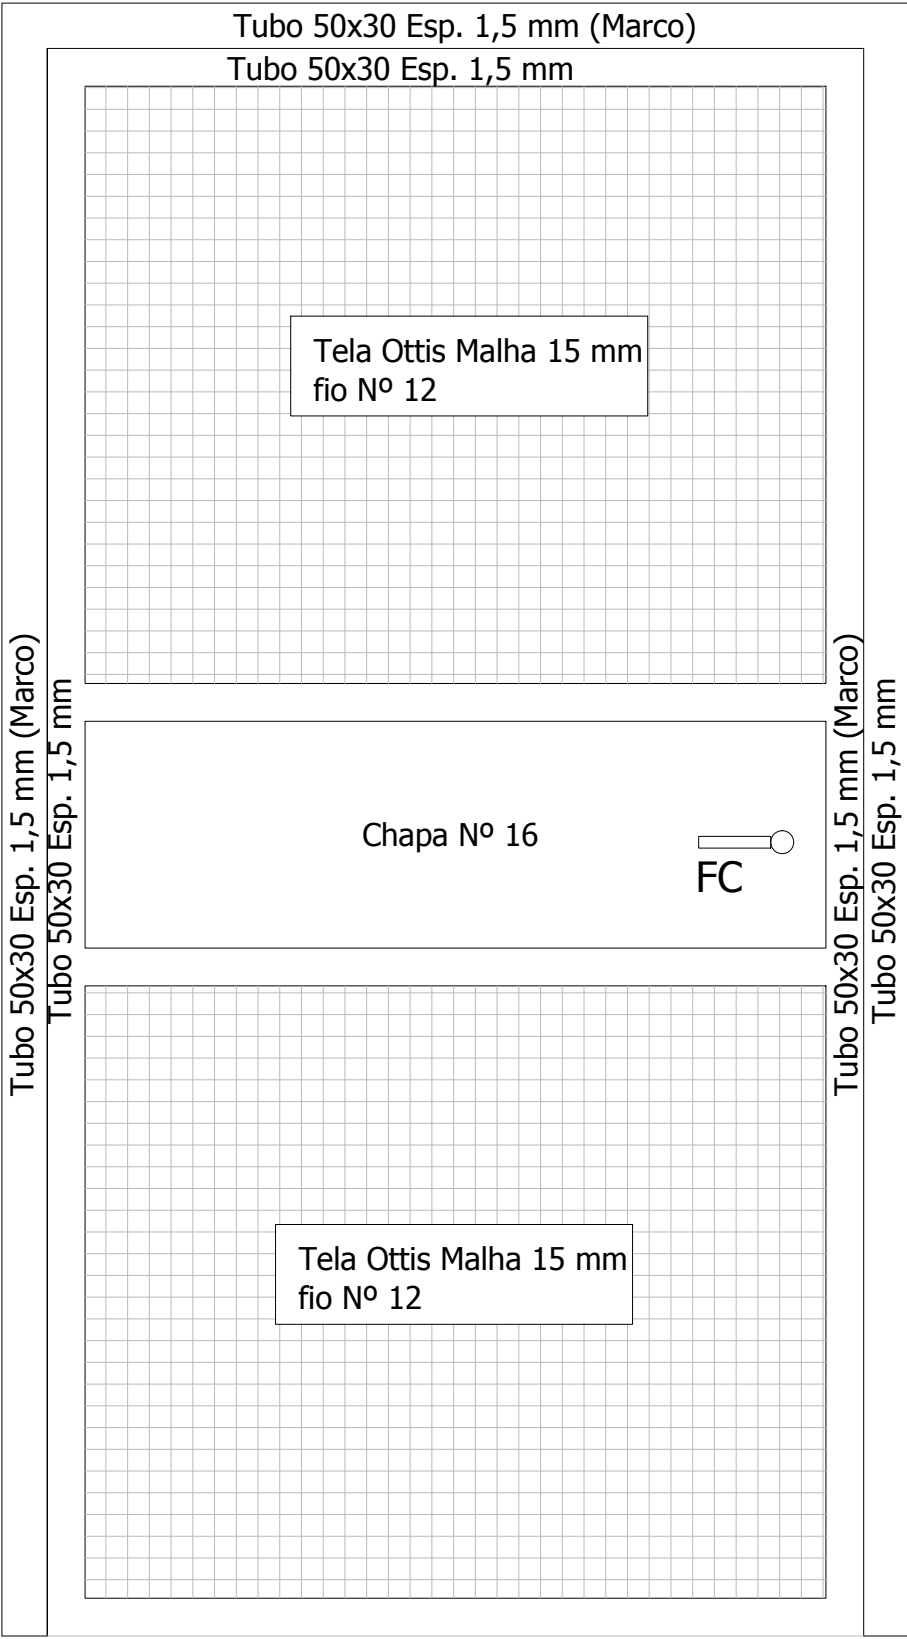 Tubo 50x30 Esp. 1,5 mm (Marco)
Tubo 50x30 Esp. 1,5 mm
Tela Ottis Malha 15 mm
fio Nº 12
Tubo 50x30 Esp. 1,5 mm (Marco)
Tubo 50x30 Esp. 1,5 mm
Chapa Nº 16
FC
Tubo 50x30 Esp. 1,5 mm (Marco)
Tubo 50x30 Esp. 1,5 mm
Tela Ottis Malha 15 mm
fio Nº 12